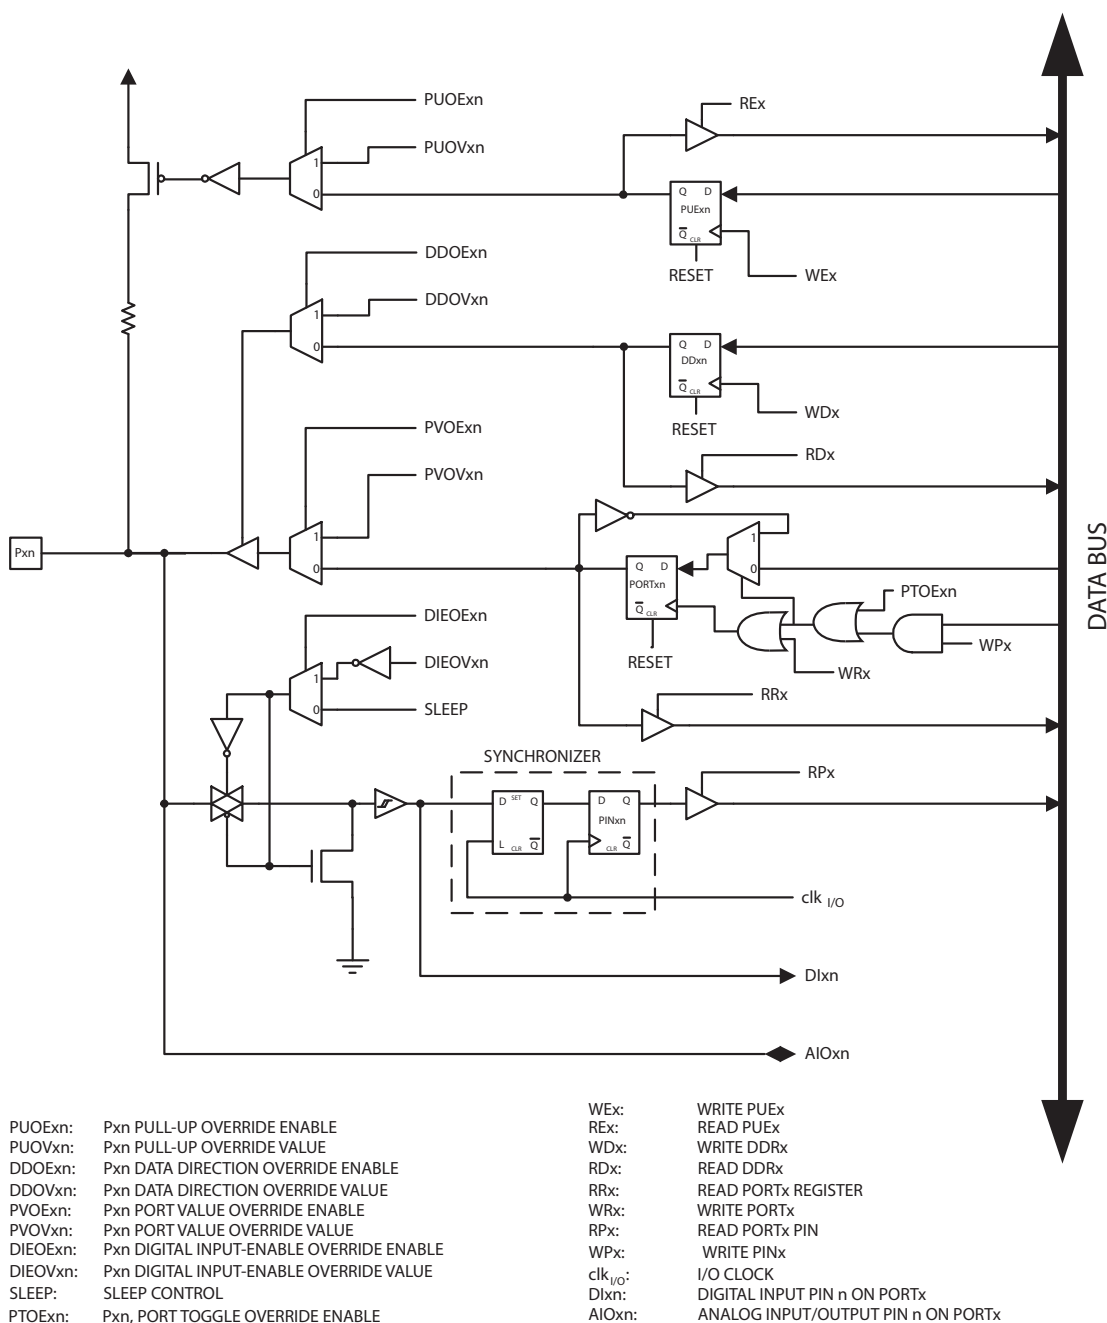 PUOExn
REx
PUOVxn
1
0
Q D
PUExn
Q CLR
RESET
WEx
DDOExn
DDOVxn
1
0
Q D
DDxn
Q CLR
RESET
WDx
PVOExn
RDx
PVOVxn
DATA BUS
Pxn
1
0
1
0
Q D
PORTxn
Q CLR
RESET
PTOExn
WPx
WRx
DIEOExn
DIEOVxn
1
0
SLEEP
RRx
SYNCHRONIZER
RPx
D SET Q
L CLR Q
D Q
PINxn
CLR Q
clk I/O
DIxn
AIOxn
PUOExn: Pxn PULL-UP OVERRIDE ENABLE
PUOVxn: Pxn PULL-UP OVERRIDE VALUE
DDOExn: Pxn DATA DIRECTION OVERRIDE ENABLE
DDOVxn: Pxn DATA DIRECTION OVERRIDE VALUE
PVOExn: Pxn PORT VALUE OVERRIDE ENABLE
PVOVxn: Pxn PORT VALUE OVERRIDE VALUE
DIEOExn: Pxn DIGITAL INPUT-ENABLE OVERRIDE ENABLE
DIEOVxn: Pxn DIGITAL INPUT-ENABLE OVERRIDE VALUE
SLEEP: SLEEP CONTROL
PTOExn: Pxn, PORT TOGGLE OVERRIDE ENABLE
WEx: WRITE PUEx
REx: READ PUEx
WDx: WRITE DDRx
RDx: READ DDRx
RRx: READ PORTx REGISTER
WRx: WRITE PORTx
RPx: READ PORTx PIN
WPx: WRITE PINx
clk I/O: I/O CLOCK
DIxn: DIGITAL INPUT PIN n ON PORTx
AIOxn: ANALOG INPUT/OUTPUT PIN n ON PORTx